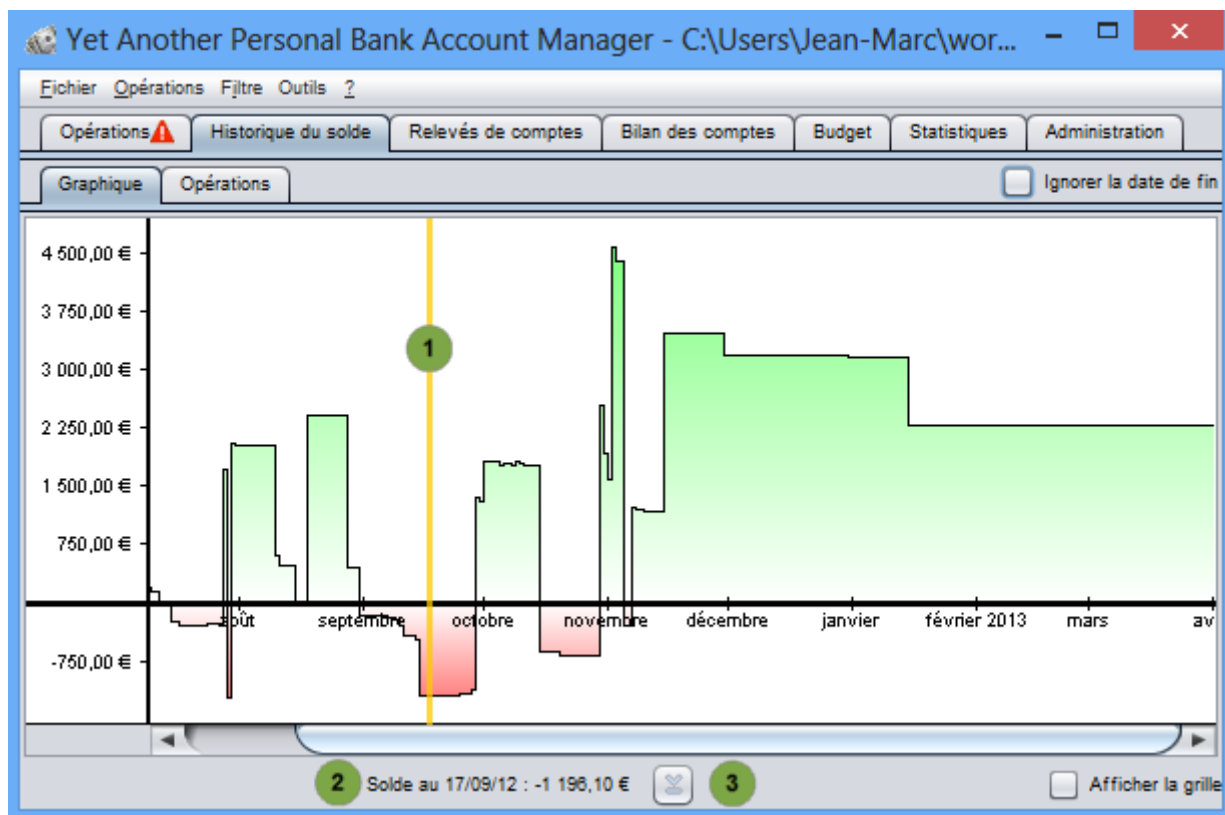 Yet Another Personal Bank Account Manager - C:\Users\Jean-Marc\wor...
Fichier Opérations Filtre Outils ?
Opérations Historique du solde Relevés de comptes Bilan des comptes Budget Statistiques Administration
Graphique Opérations Ignorer la date de fin
4 500,00 €
3 750,00 €
1
3 000,00 €
2 250,00 €
1 500,00 €
750,00 €
août septembre octobre novembre décembre janvier février 2013 mars av
-750,00 €
2 Solde au 17/09/12 : -1 196,10 € 3 Afficher la grille